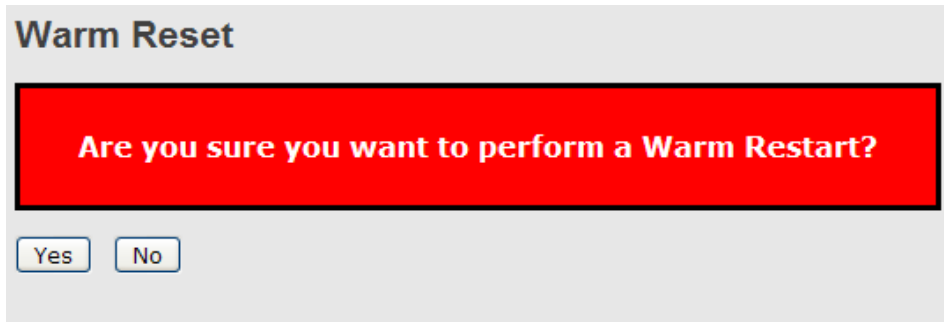 Warm Reset
Are you sure you want to perform a Warm Restart?
Yes No